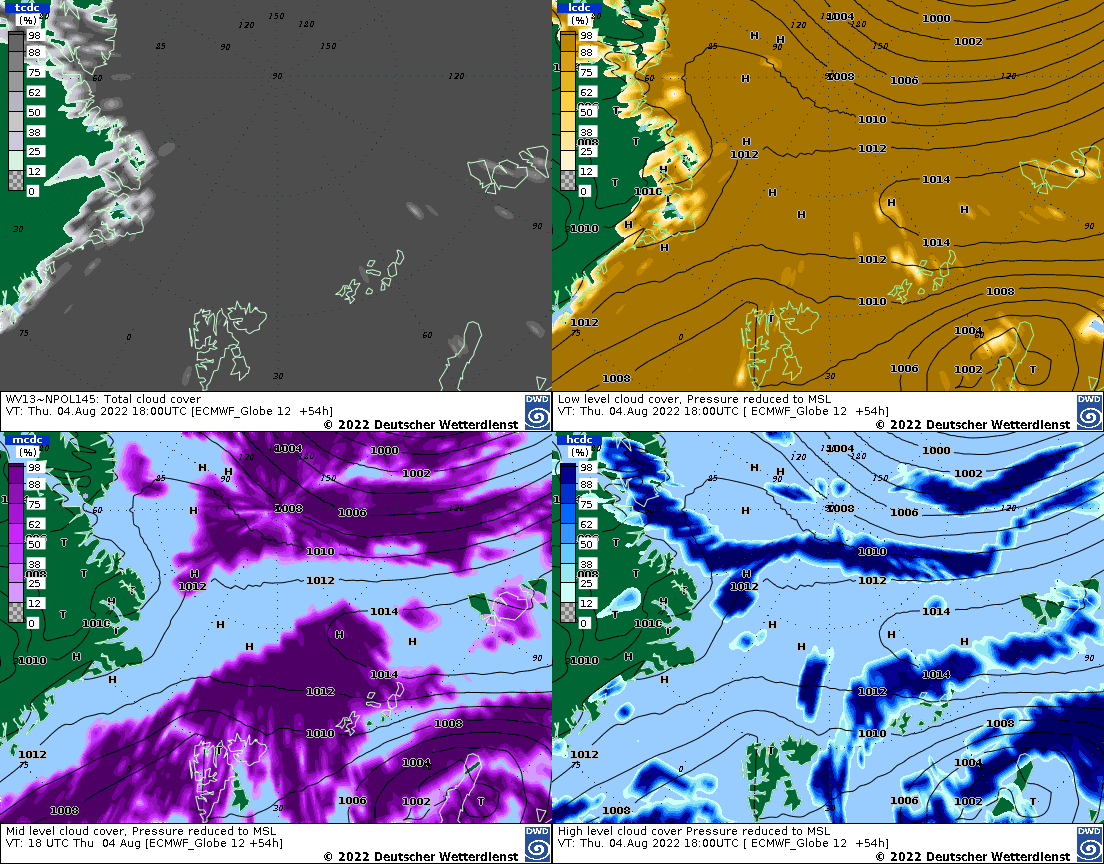 tcdc
(%)
98
88
75
62
50
38
25
12
0
150
120
180
85
90
150
60
90
120
90
30
75
0
60
30
WV13~NPOL145: Total cloud cover
VT: Thu. 04.Aug 2022 18:00UTC [ECMWF_Globe 12 +54h]
© 2022 Deutscher Wetterdienst
DWD
lcdc
(%)
98
88
75
62
50
38
25
12
0
120
1004
180
1000
85
H
H
90
150
1002
60
H
1008
1006
120
T
1010
T
H
1012
1012
H
T
1016
H
1014
H
H
H
H
90
1010
H
H
1014
1012
1008
1010
1012
T
1004
75
0
60
1002
T
1006
1008
Low level cloud cover, Pressure reduced to MSL
VT: Thu. 04.Aug 2022 18:00UTC [ ECMWF_Globe 12 +54h]
© 2022 Deutscher Wetterdienst
DWD
mcdc
(%)
98
88
75
62
50
38
25
12
0
1004
1000
120
180
H
H
1002
85
150
60
H
1008
1006
120
T
1010
T
H
1012
1012
H
T
1016
T
1014
H
H
H
H
H
90
1010
H
1014
1012
1008
1010
1012
T
1004
75
1006
1002
T
1008
30
Mid level cloud cover, Pressure reduced to MSL
VT: 18 UTC Thu 04 Aug [ECMWF_Globe 12 +54h]
© 2022 Deutscher Wetterdienst
DWD
hcdc
(%)
98
88
75
62
50
38
25
12
0
120
1004
180
1000
H
H
1002
85
90
150
H
1008
1006
120
T
1010
T
H
1012
1012
H
T
1016
T
1014
H
H
H
H
H
90
1010
H
1014
1012
1008
1010
1012
T
1004
75
0
1006
1002
T
1008
30
High level cloud cover Pressure reduced to MSL
VT: Thu. 04.Aug 2022 18:00UTC [ ECMWF_Globe 12 +54h]
© 2022 Deutscher Wetterdienst
DWD